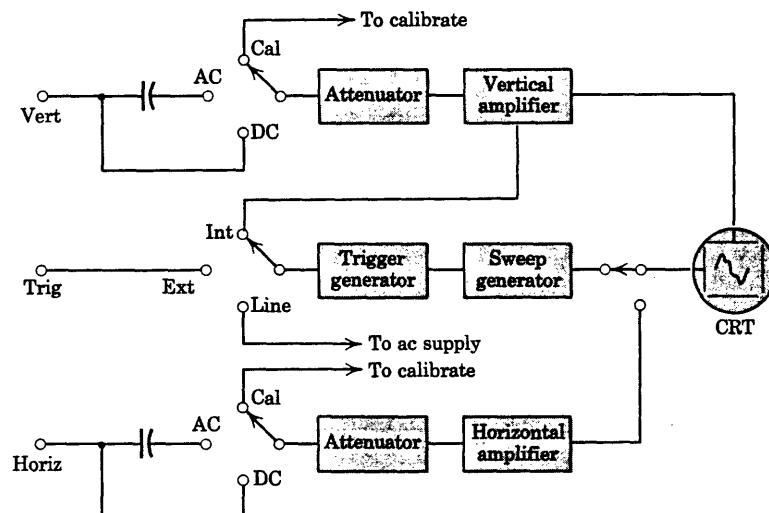 To calibrate
Cal
AC
Vert
DC
Attenuator
Vertical
amplifier
Int
Trig
Ext
Line
Trigger
generator
Sweep
generator
CRT
To ac supply
To calibrate
Cal
AC
Horiz
DC
Attenuator
Horizontal
amplifier